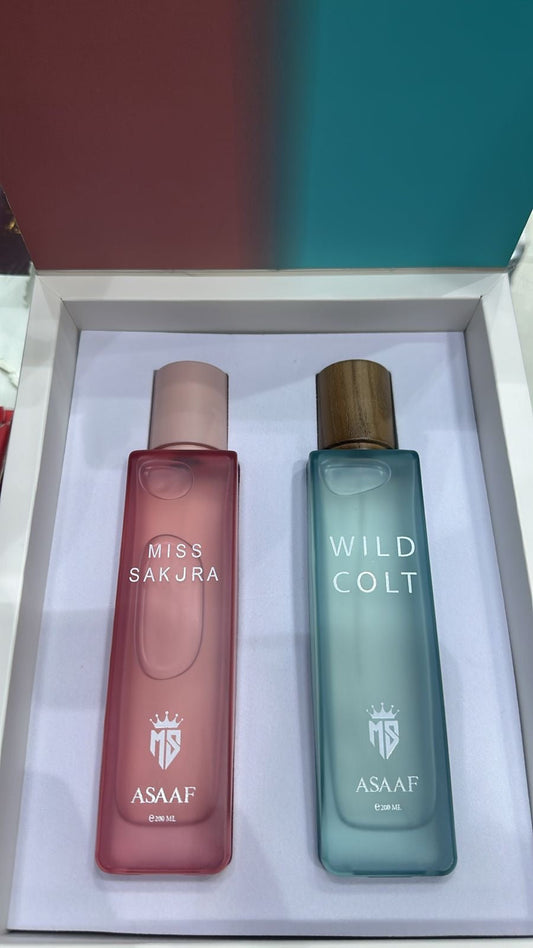 MISS
SAKJRA
MS
ASAAF
℮200 ML
WILD
COLT
MS
ASAAF
℮200 ML